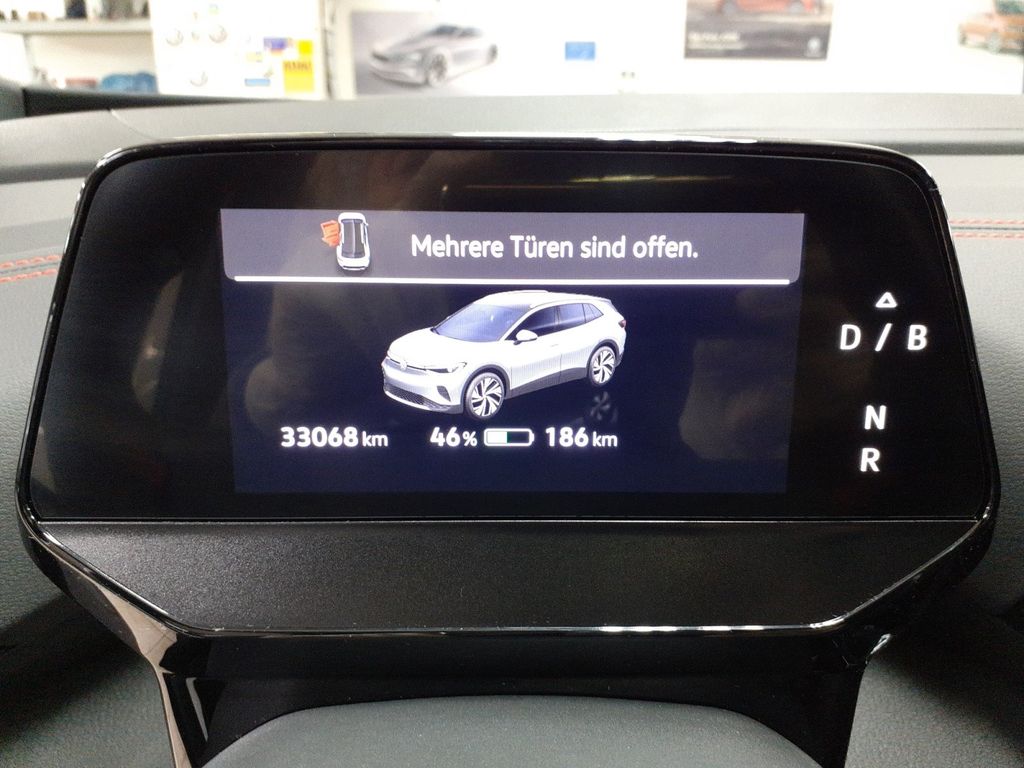 Mehrere Türen sind offen.
33068 km 46% 186 km
D / B
N
R